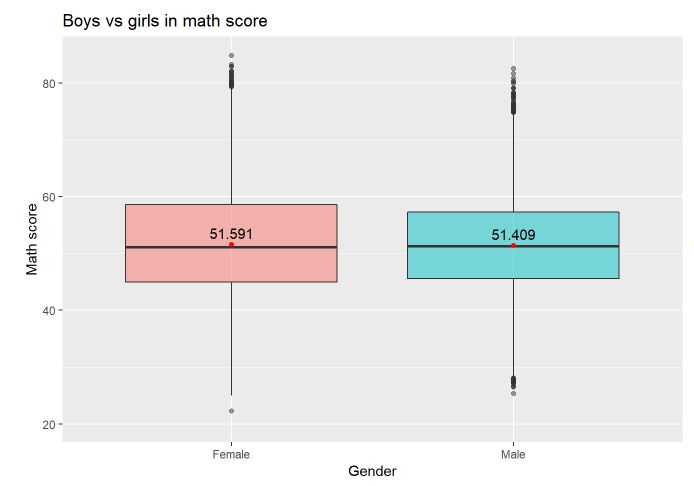 Boys vs girls in math score
Math score
80
60
40
20
51.591
51.409
Female
Male
Gender